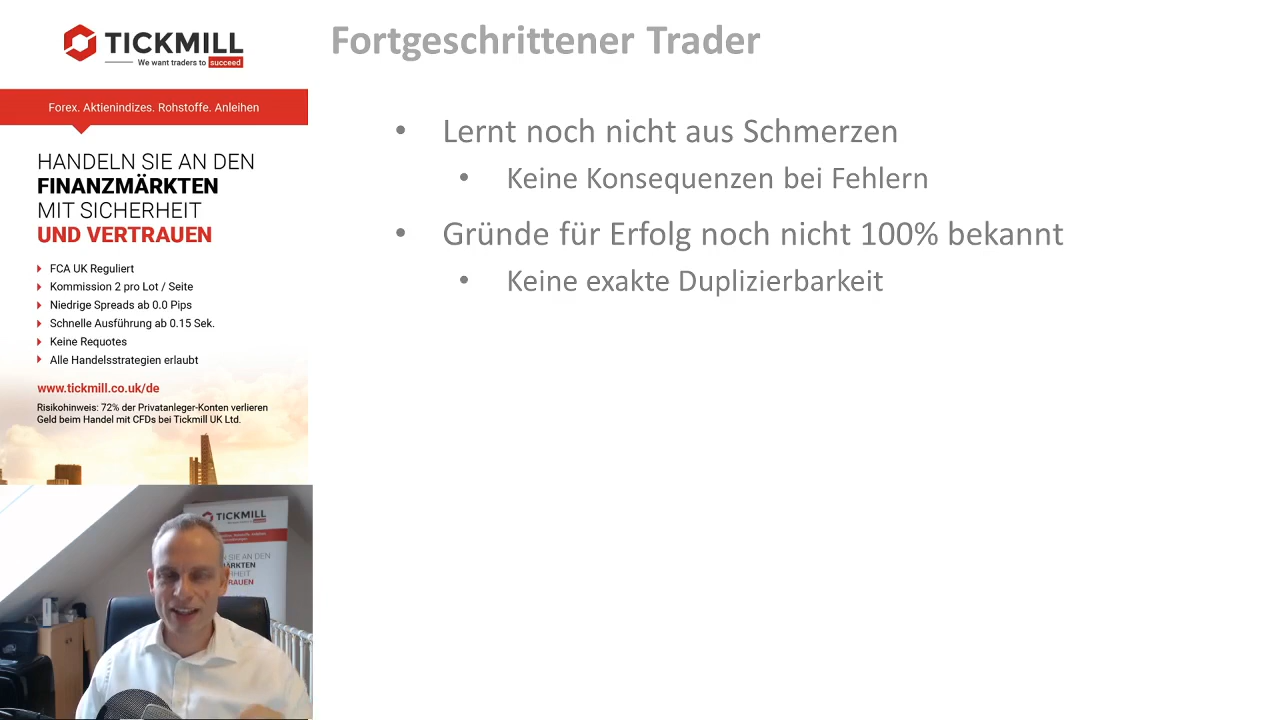 TICKMILL
We want traders to succeed
Forex. Aktienindizes. Rohstoffe. Anleihen
HANDELN SIE AN DEN
FINANZMÄRKTEN
MIT SICHERHEIT
UND VERTRAUEN
FCA UK Reguliert
Kommission 2 pro Lot / Seite
Niedrige Spreads ab 0.0 Pips
Schnelle Ausführung ab 0.15 Sek.
Keine Requotes
Alle Handelsstrategien erlaubt
www.tickmill.co.uk/de
Risikohinweis: 72% der Privatanleger-Konten verlieren
Geld beim Handel mit CFDs bei Tickmill UK Ltd.
Fortgeschrittener Trader
• Lernt noch nicht aus Schmerzen
• Keine Konsequenzen bei Fehlern
• Gründe für Erfolg noch nicht 100% bekannt
• Keine exakte Duplizierbarkeit
TICKMILL
SIE AN DEN